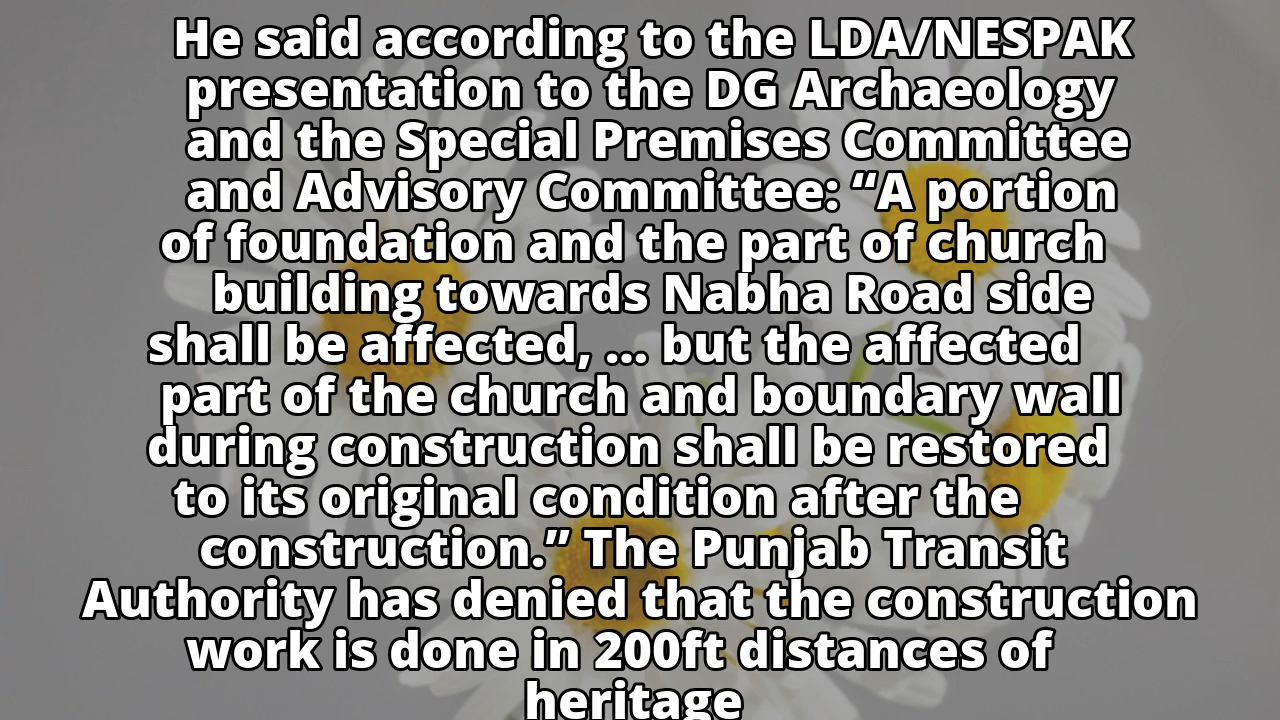 He said according to the LDA/NESPAK
presentation to the DG Archaeology
and the Special Premises Committee
and Advisory Committee: “A portion
of foundation and the part of church
building towards Nabha Road side
shall be affected, ... but the affected
part of the church and boundary wall
during construction shall be restored
to its original condition after the
construction.” The Punjab Transit
Authority has denied that the construction
work is done in 200ft distances of
heritage